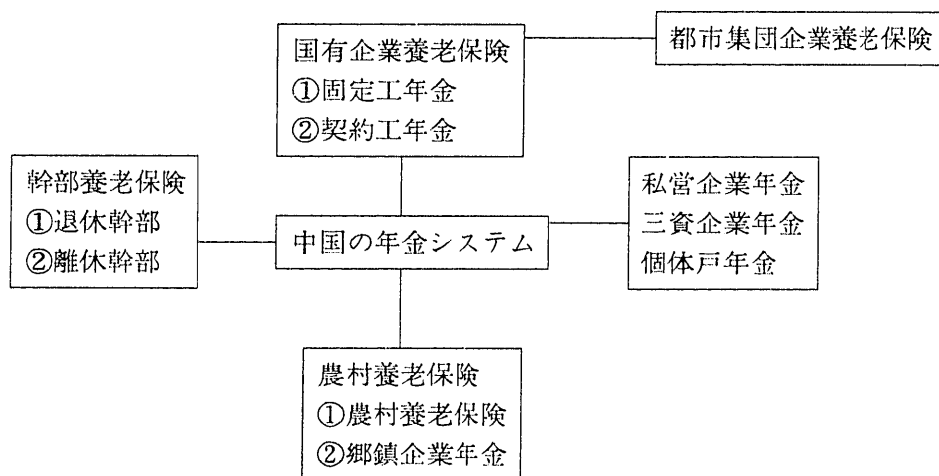 国有企業養老保険
①固定工年金
②契約工年金
都市集団企業養老保険
幹部養老保険
①退休幹部
②離休幹部
中国の年金システム
私営企業年金
三資企業年金
個体戸年金
農村養老保険
①農村養老保険
②郷鎮企業年金